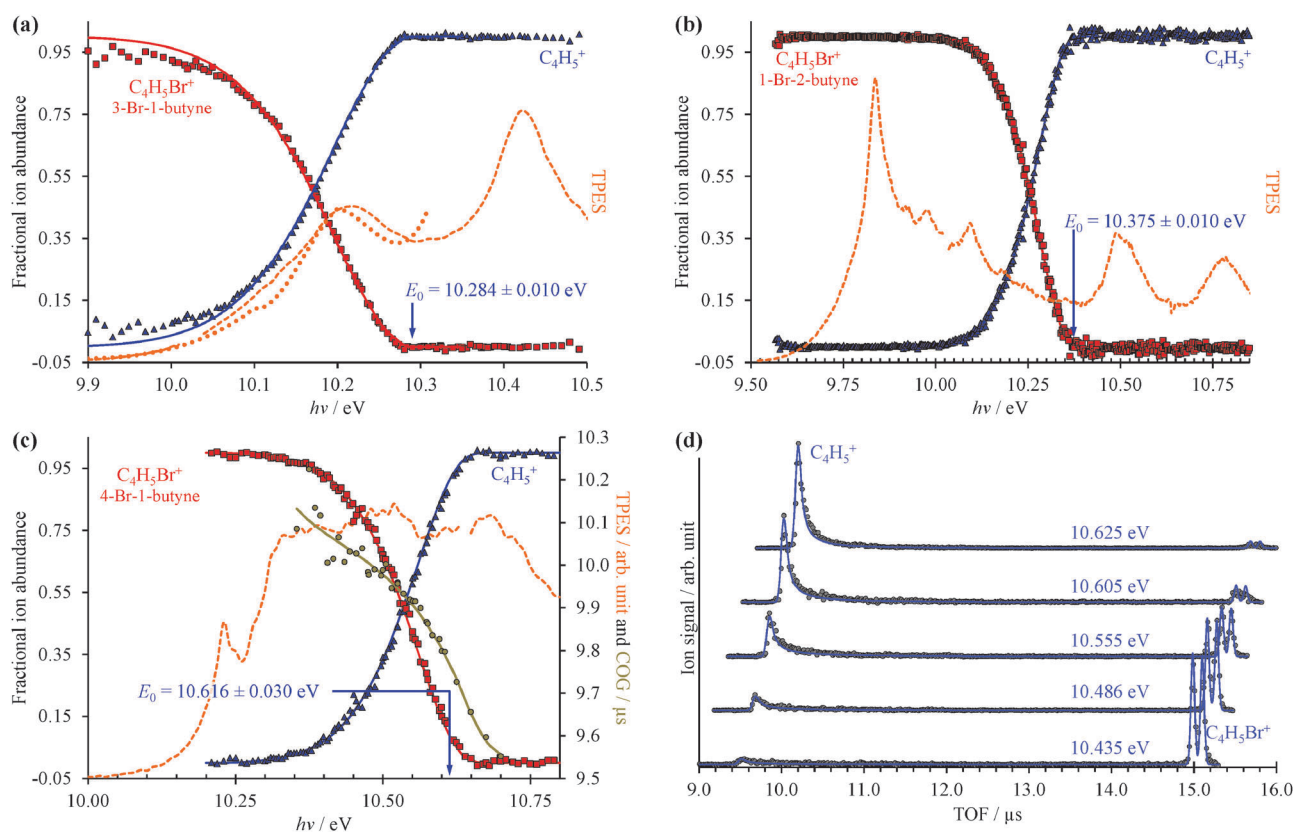 (a)
0.95
0.75
0.55
0.35
0.15
-0.05
Fractional ion abundance
C₄H₅Br⁺
3-Br-1-butyne
C₄H₅⁺
E₀ = 10.284 ± 0.010 eV
TPES
9.9 10.0 10.1 10.2 10.3 10.4 10.5
hν / eV
(b)
0.95
0.75
0.55
0.35
0.15
-0.05
Fractional ion abundance
C₄H₅Br⁺
1-Br-2-butyne
C₄H₅⁺
E₀ = 10.375 ± 0.010 eV
TPES
9.50 9.75 10.00 10.25 10.50 10.75
hν / eV
(c)
0.95
0.75
0.55
0.35
0.15
-0.05
Fractional ion abundance
C₄H₅Br⁺
4-Br-1-butyne
C₄H₅⁺
E₀ = 10.616 ± 0.030 eV
10.3
10.2
10.1
10.0
9.9
9.8
9.7
9.6
9.5
TPES / arb. unit and COG / μs
10.00 10.25 10.50 10.75
hν / eV
(d)
Ion signal / arb. unit
C₄H₅⁺
10.625 eV
10.605 eV
10.555 eV
10.486 eV
C₄H₅Br⁺
10.435 eV
9.0 10.0 11.0 12.0 13.0 14.0 15.0 16.0
TOF / μs